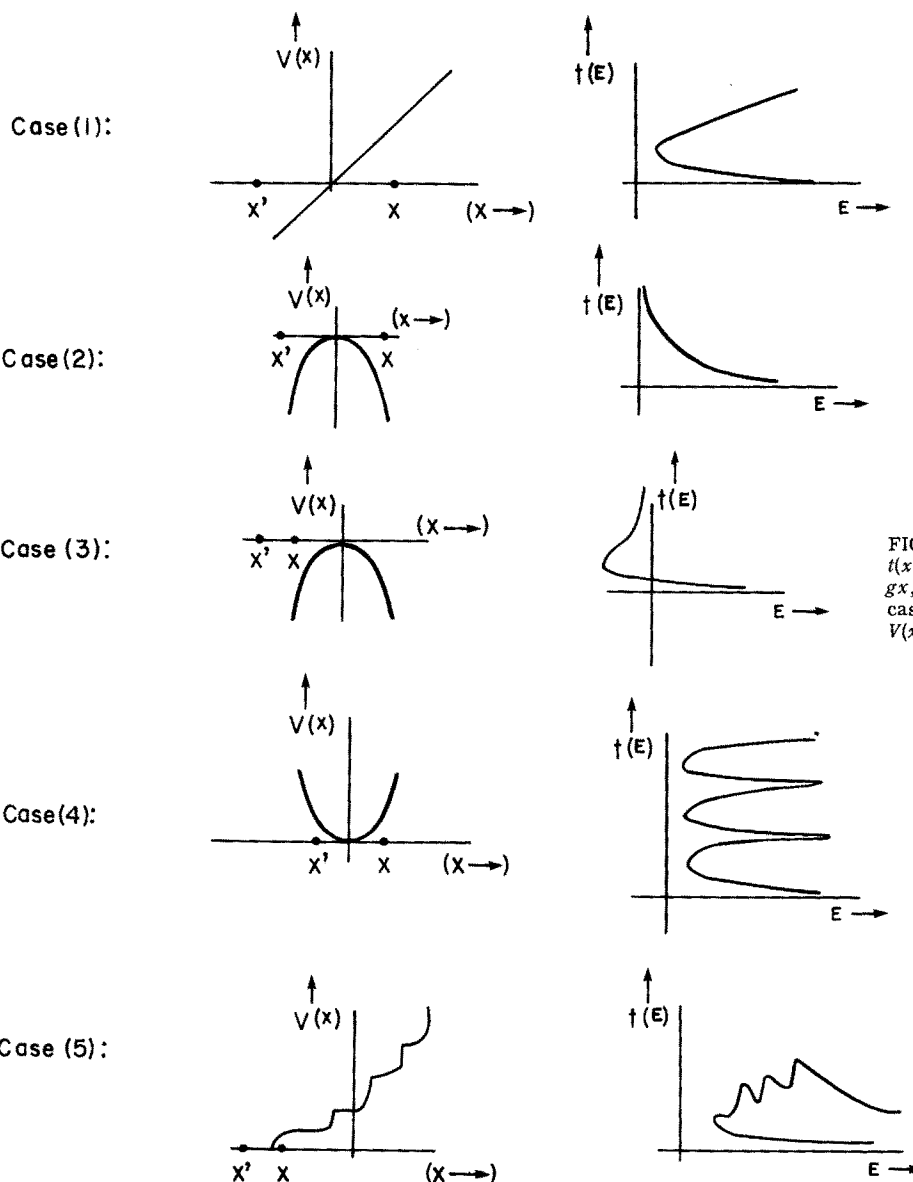 V(x)
t(E)
Case(1):
x' x (x→)
E →
V(x)
t(E)
(x→)
Case(2):
x' x
E →
V(x)
t(E)
(x→)
Case (3):
x' x
E →
FIG
t(x
gx,
cas
V(x
V(x)
t(E)
Case(4):
x' x (x→)
E →
V(x)
t(E)
Case (5):
x' x (x→)
E →